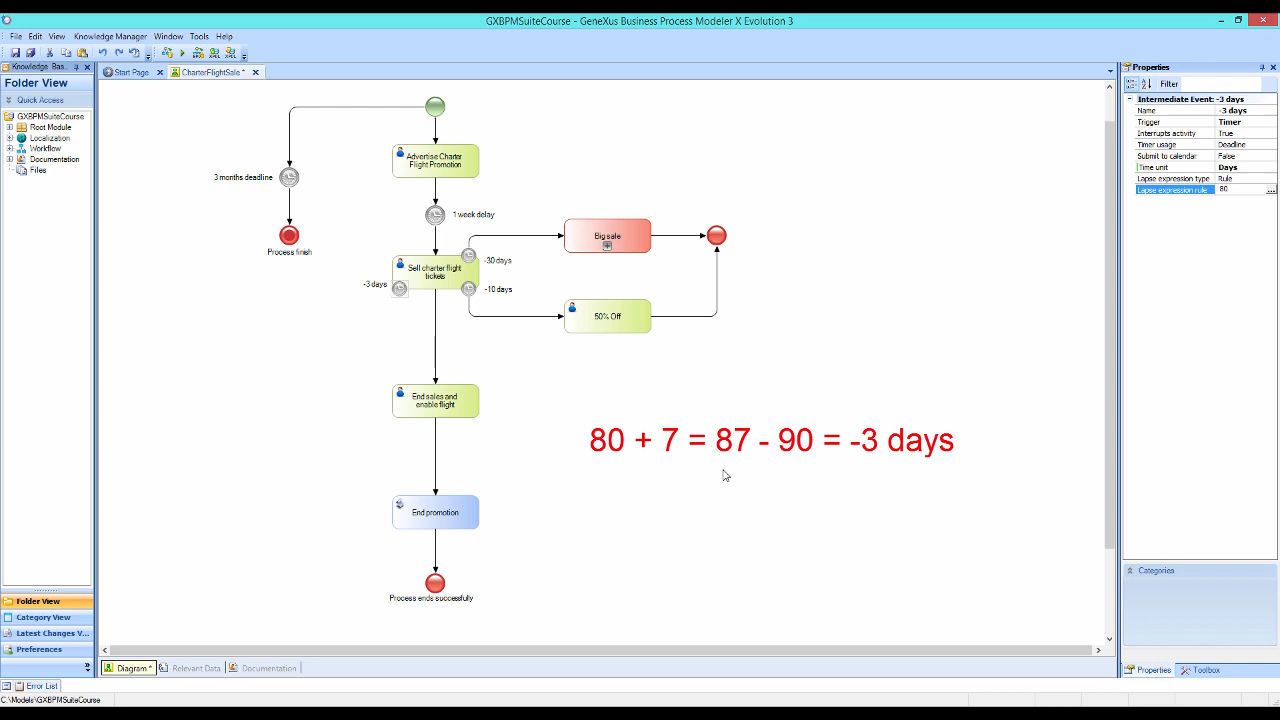 GXBPMSuiteCourse - GeneXus Business Process Modeler X Evolution 3
File Edit View Knowledge Manager Window Tools Help
Knowledge Bas..
Folder View
Quick Access
GXBPMSuiteCourse
Root Module
Localization
Workflow
Documentation
Files
Folder View
Category View
Latest Changes V...
Preferences
Start Page
CharterFlightSale *
Advertise Charter
Flight Promotion
3 months deadline
1 week delay
Process finish
Sell charter flight
tickets
-30 days
-3 days
-10 days
Big sale
50% Off
End sales and
enable flight
80 + 7 = 87 - 90 = -3 days
End promotion
Process ends successfully
Diagram *
Relevant Data
Documentation
Properties
Filter
Intermediate Event: -3 days
Name -3 days
Trigger Timer
Interrupts activity True
Timer usage Deadline
Submit to calendar False
Time unit Days
Lapse expression type Rule
Lapse expression rule 80 ...
Categories
Properties
Toolbox
Error List
C:\Models\GXBPMSuiteCourse